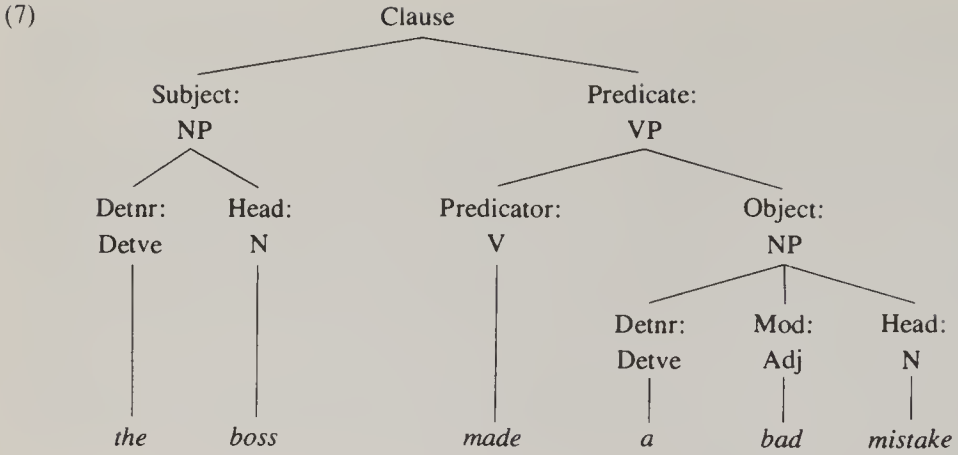 (7) Clause
Subject: Predicate:
NP VP
Detnr: Head: Predicator: Object:
Detve N V NP
Detnr: Mod: Head:
Detve Adj N
the boss made a bad mistake